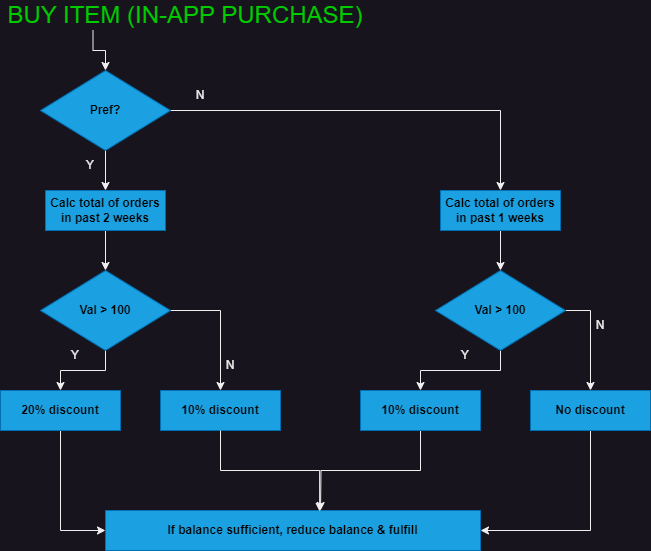 BUY ITEM (IN-APP PURCHASE)
Pref?
N
Y
Calc total of orders
in past 2 weeks
Calc total of orders
in past 1 weeks
Val > 100
Val > 100
Y
N
Y
N
20% discount
10% discount
10% discount
No discount
If balance sufficient, reduce balance & fulfill